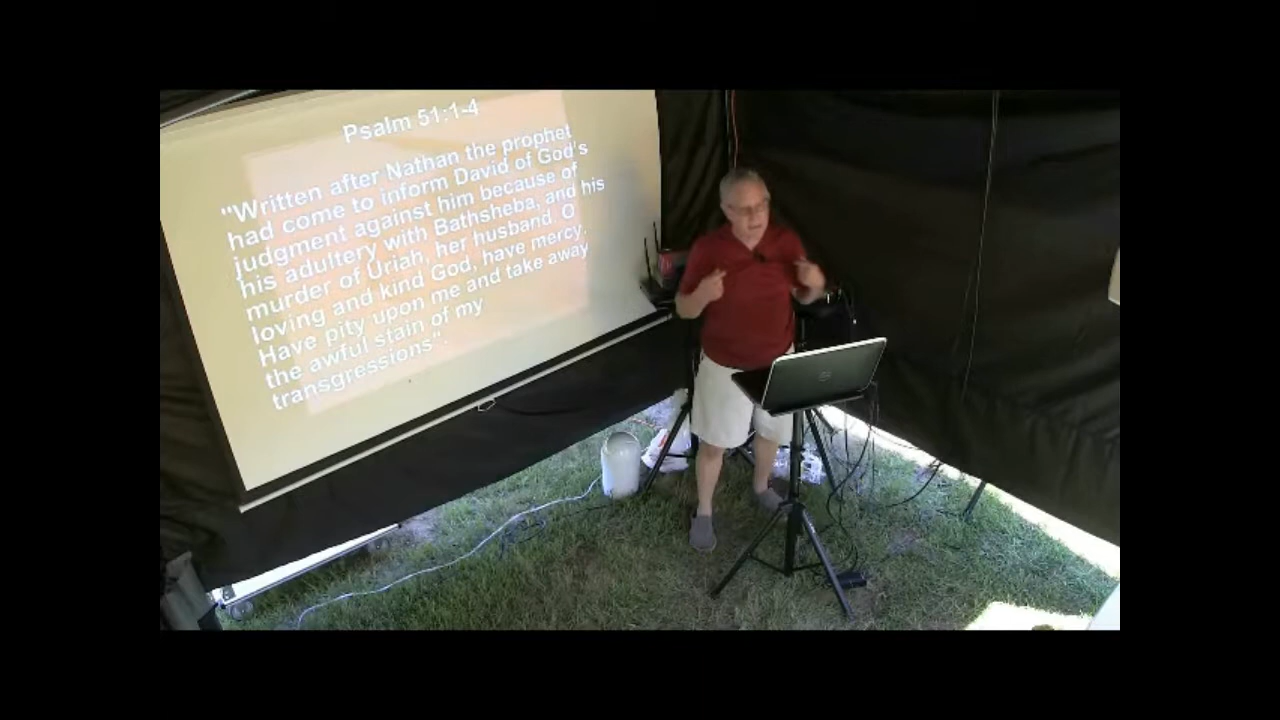 Psalm 51:1-4
"Written after Nathan the prophet
had come to inform David of God's
judgment against him because of
his adultery with Bathsheba, and his
murder of Uriah, her husband. O
loving and kind God, have mercy.
Have pity upon me and take away
the awful stain of my
transgressions".